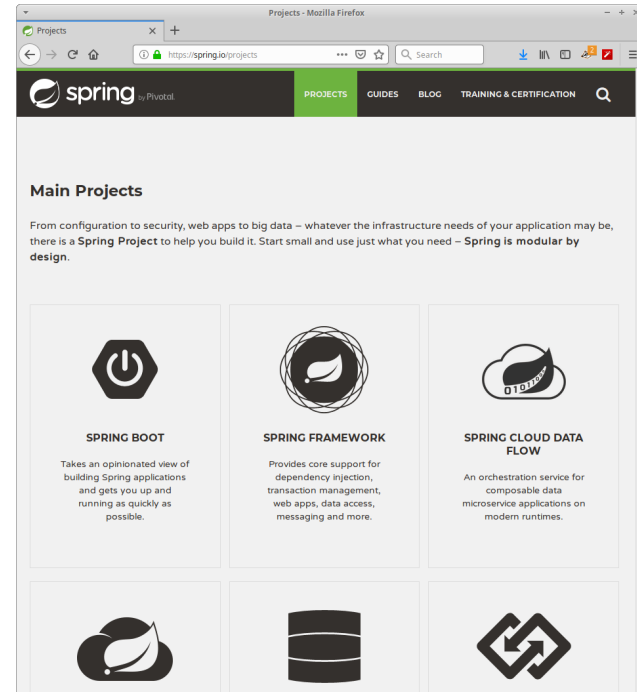 Projects - Mozilla Firefox
Projects
https://spring.io/projects
Search
2
spring by Pivotal.
PROJECTS GUIDES BLOG TRAINING & CERTIFICATION
Main Projects
From configuration to security, web apps to big data – whatever the infrastructure needs of your application may be,
there is a Spring Project to help you build it. Start small and use just what you need – Spring is modular by
design.
SPRING BOOT
Takes an opinionated view of
building Spring applications
and gets you up and
running as quickly as
possible.
SPRING FRAMEWORK
Provides core support for
dependency injection,
transaction management,
web apps, data access,
messaging and more.
SPRING CLOUD DATA
FLOW
An orchestration service for
composable data
microservice applications on
modern runtimes.